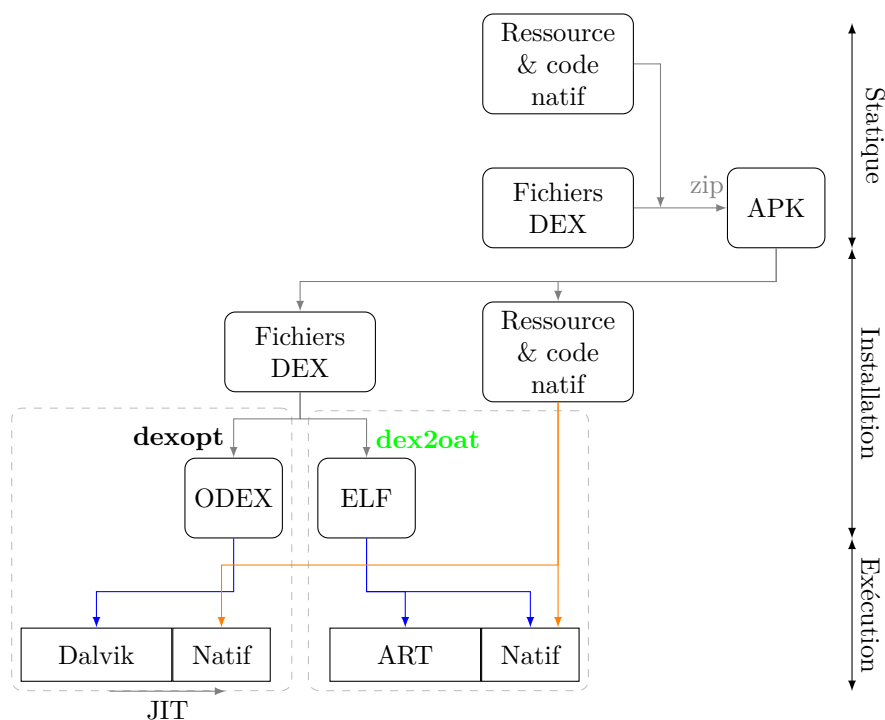 Ressource
& code
natif
Statique
Fichiers
DEX
zip
APK
Fichiers
DEX
Ressource
& code
natif
Installation
dexopt
dex2oat
ODEX
ELF
Exécution
Dalvik
Natif
ART
Natif
JIT